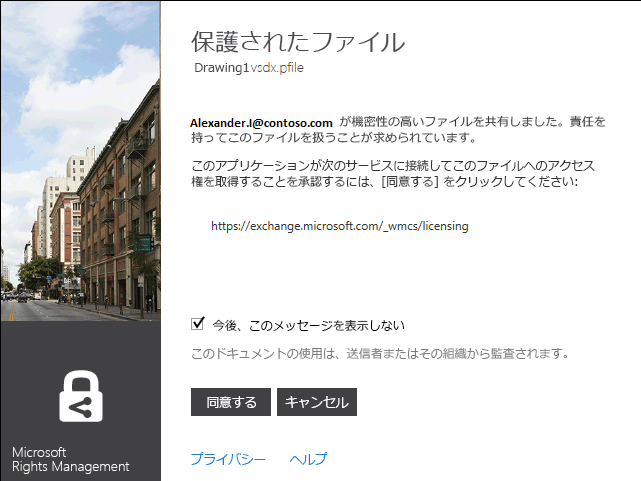 保護されたファイル
Drawing1vsdx.pfile
Alexander.l@contoso.com が機密性の高いファイルを共有しました。責任を
持ってこのファイルを扱うことが求められています。
このアプリケーションが次のサービスに接続してこのファイルへのアクセス
権を取得することを承認するには、[同意する] をクリックしてください:
https://exchange.microsoft.com/_wmcs/licensing
今後、このメッセージを表示しない
このドキュメントの使用は、送信者またはその組織から監査されます。
同意する キャンセル
Microsoft
Rights Management
プライバシー ヘルプ